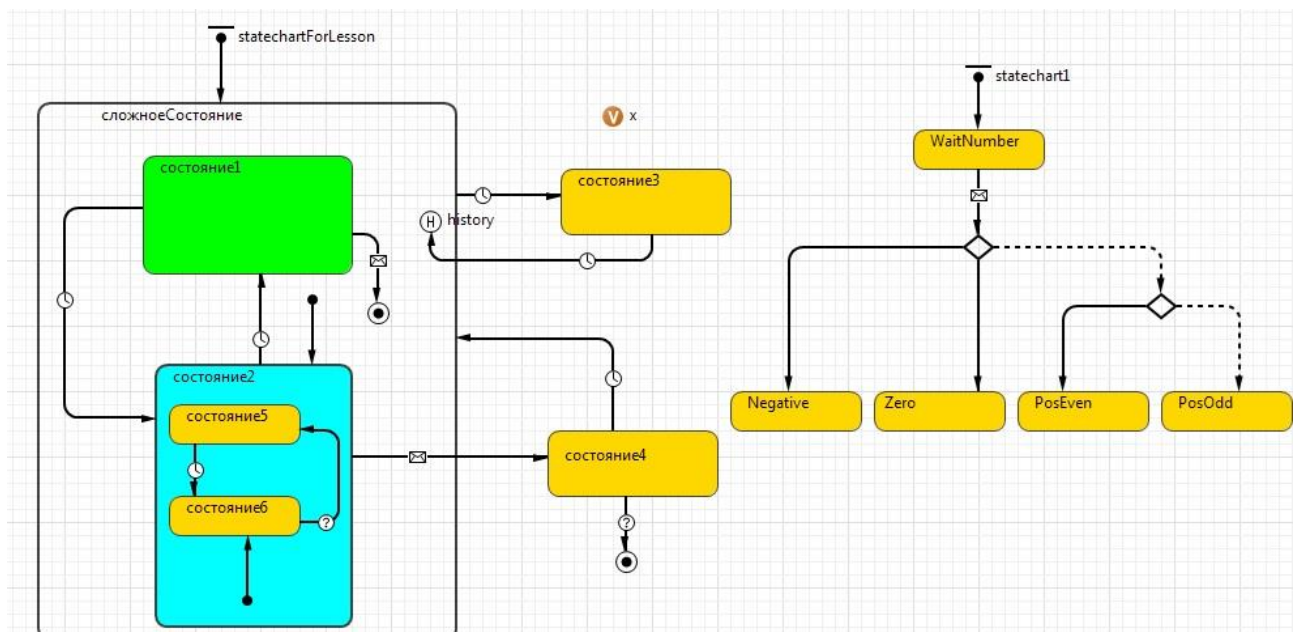 statechartForLesson
сложноеСостояние
состояние1
V x
состояние3
H history
состояние2
состояние5
состояние6
?
состояние4
?
statechart1
WaitNumber
Negative
Zero
PosEven
PosOdd